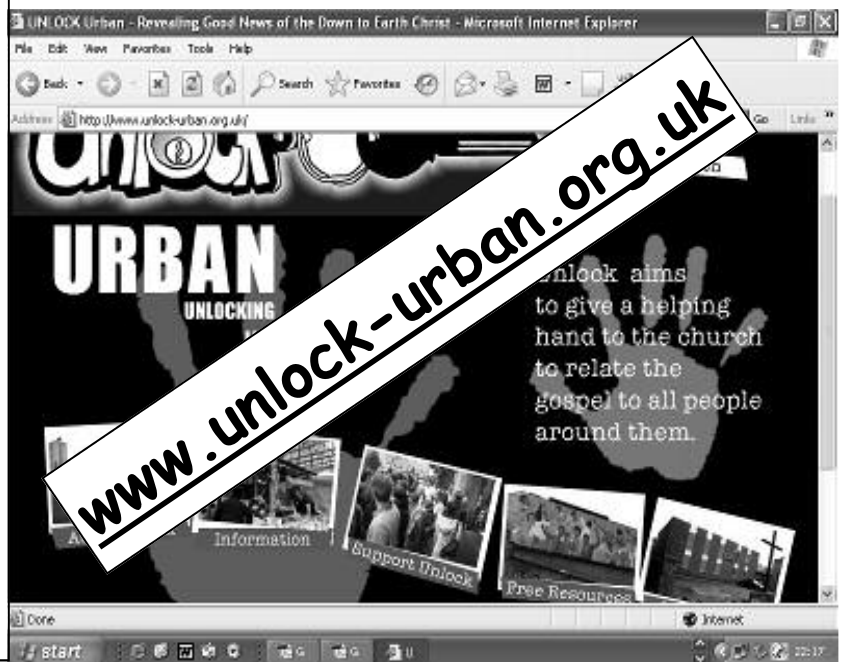 UNLOCK Urban - Revealing Good News of the Down to Earth Christ - Microsoft Internet Explorer
File Edit View Favorites Tools Help
Back Search Favorites
Address http://www.unlock-urban.org.uk/ Go Links
unlock
URBAN
UNLOCKING
www.unlock-urban.org.uk
Unlock aims
to give a helping
hand to the church
to relate the
gospel to all people
around them.
Information
Support Unlock
Free Resources
Done Internet
start 22:17